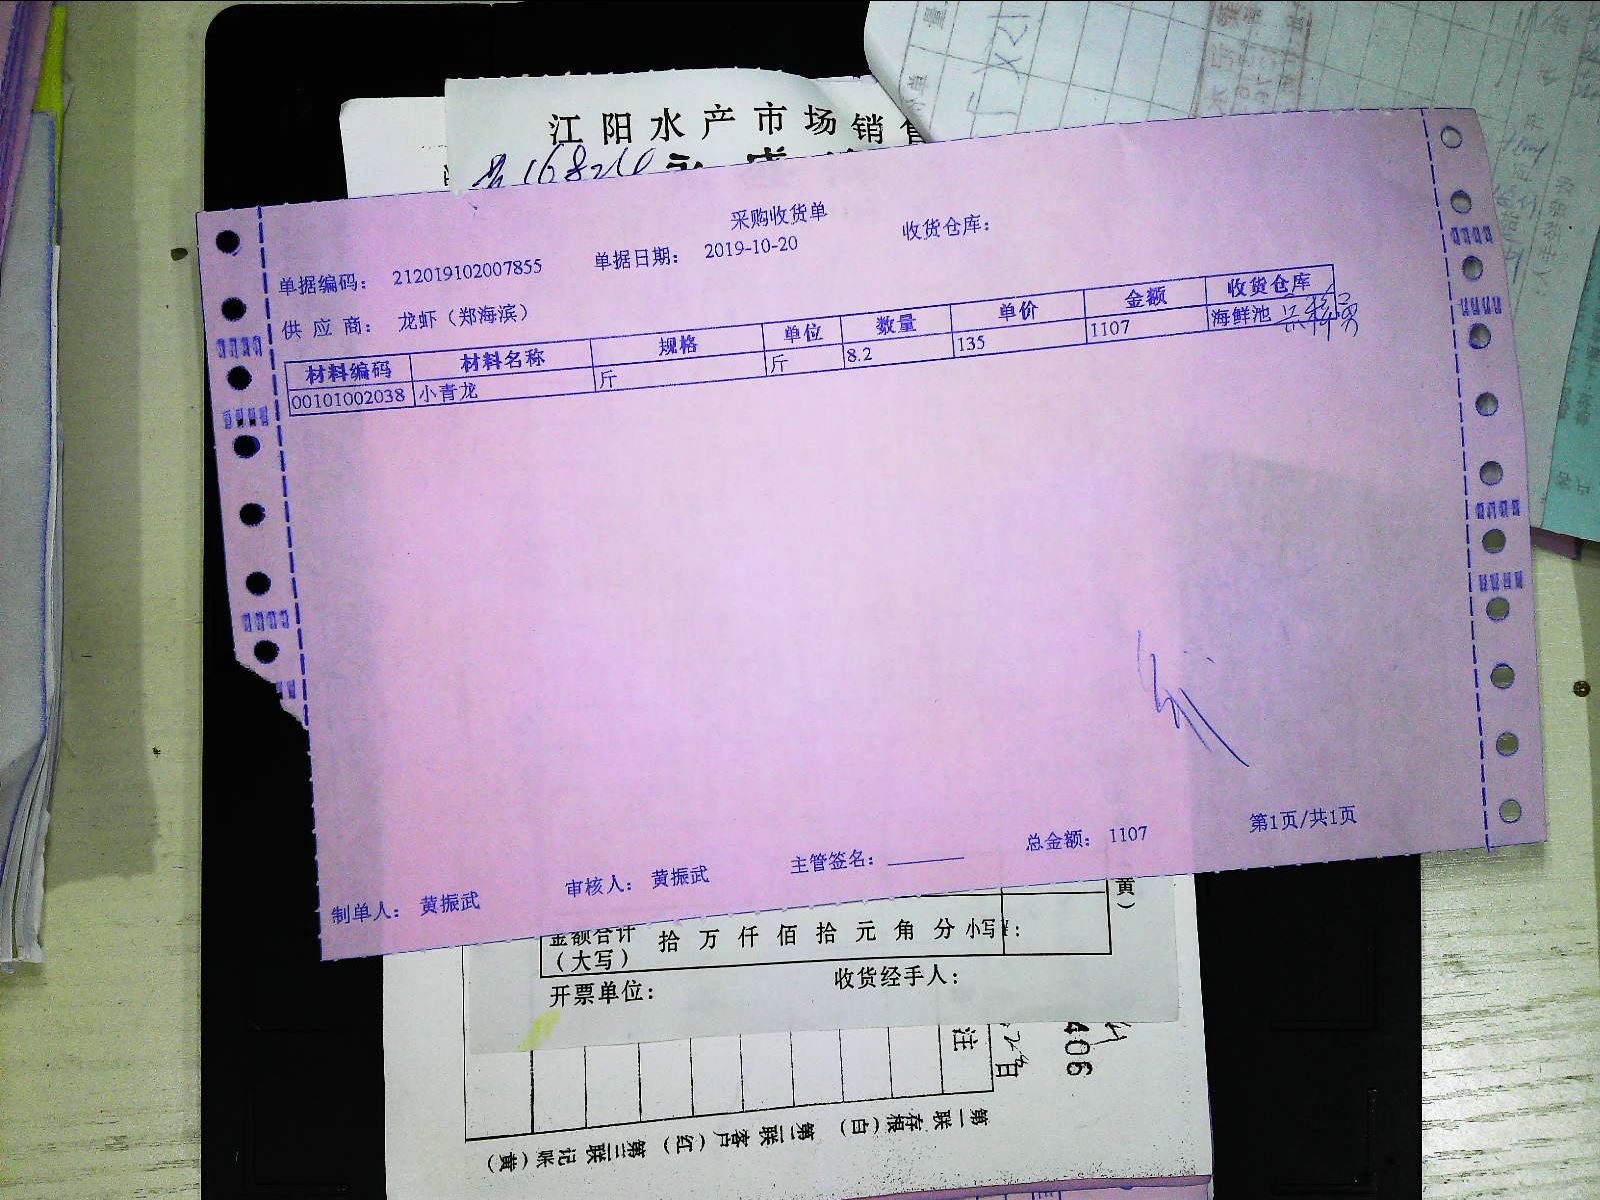 江阳水产市场销售
168210
采购收货单
单据编码： 212019102007855 单据日期： 2019-10-20 收货仓库：
供 应 商： 龙虾（郑海滨）
材料编码 材料名称 规格 单位 数量 单价 金额 收货仓库
00101002038 小青龙 斤 斤 8.2 135 1107 海鲜池
总金额： 1107 第1页/共1页
制单人： 黄振武 审核人： 黄振武 主管签名：
黄）
金额合计 拾 万 仟 佰 拾 元 角 分 小写¥：
（大写）
开票单位： 收货经手人：
注
日
406
第一联 存根（白） 第二联 客户（红） 第三联 记账（黄）